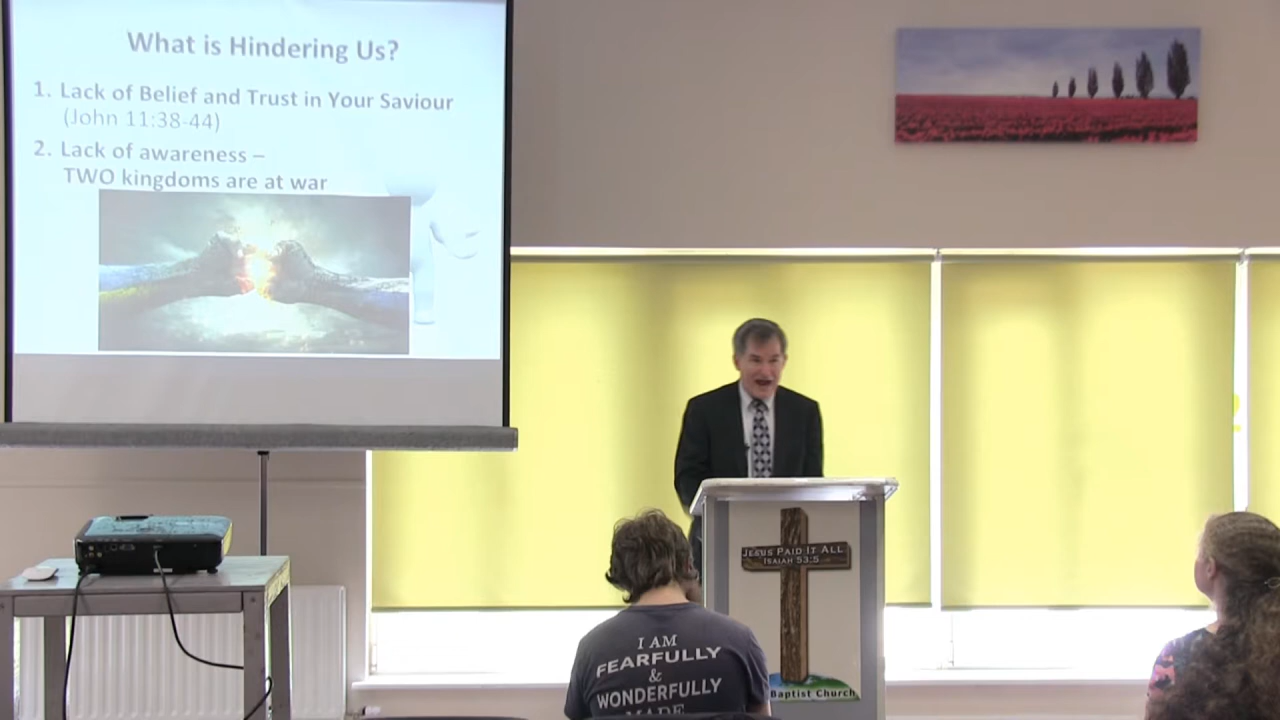 What is Hindering Us?
1. Lack of Belief and Trust in Your Saviour
(John 11:38-44)
2. Lack of awareness –
TWO kingdoms are at war
JESUS PAID IT ALL
ISAIAH 53:5
Baptist Church
I AM
FEARFULLY
&
WONDERFULLY
MADE